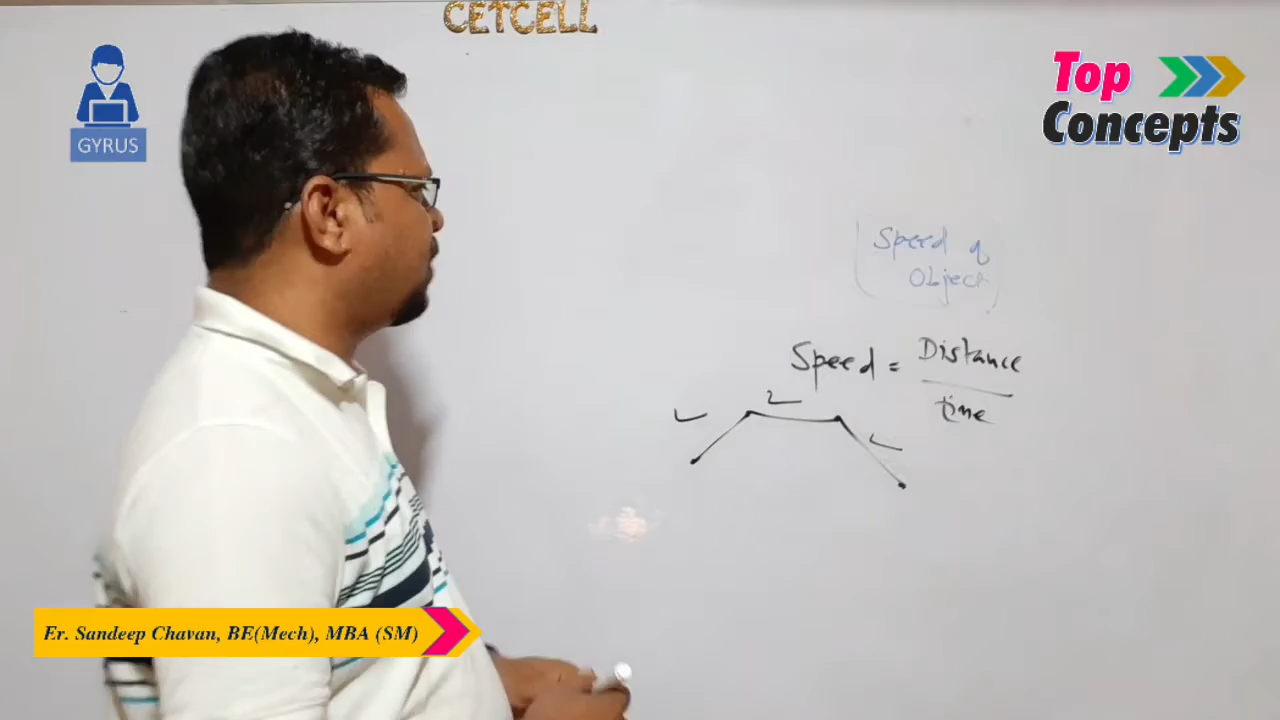 CETCELL
GYRUS
Top
Concepts
Speed of
Object
Speed = Distance
time
Er. Sandeep Chavan, BE(Mech), MBA (SM)